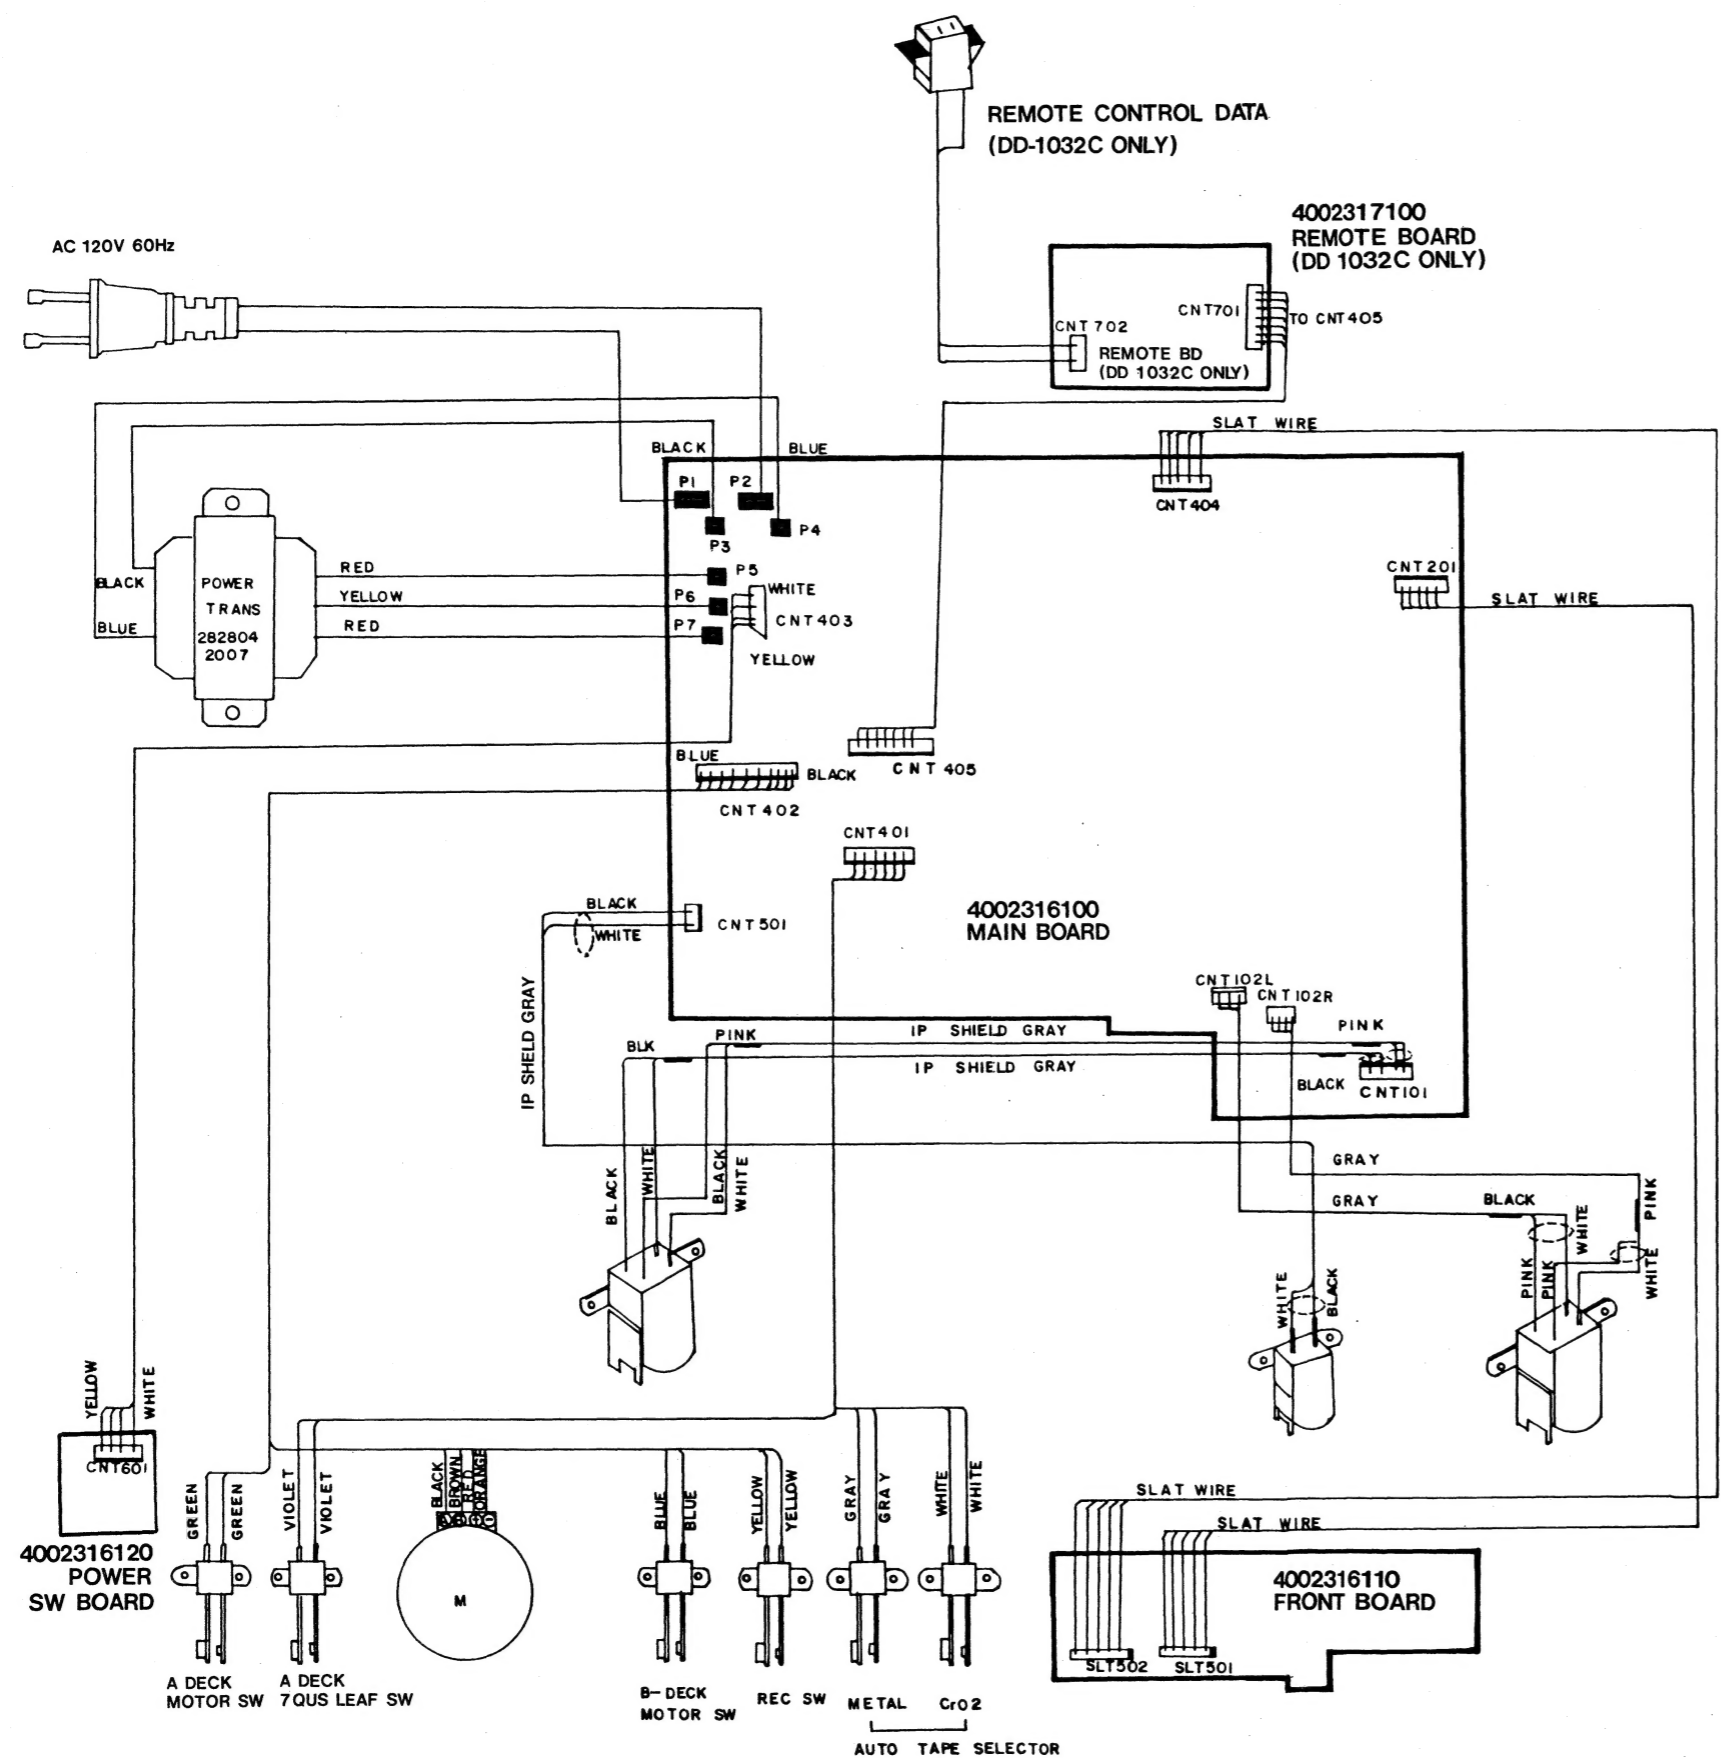 REMOTE CONTROL DATA
(DD-1032C ONLY)
4002317100
REMOTE BOARD
(DD 1032C ONLY)
AC 120V 60Hz
CNT701
TO CNT405
CNT 702
REMOTE BD
(DD 1032C ONLY)
SLAT WIRE
BLACK
BLUE
P1
P2
CNT404
P4
P3
CNT201
RED
P5
BLACK
POWER
WHITE
YELLOW
P6
SLAT WIRE
TRANS
CNT403
BLUE
RED
P7
282804
2007
YELLOW
BLUE
BLACK
CNT 405
CNT 402
CNT401
BLACK
4002316100
MAIN BOARD
CNT501
WHITE
CNT102L
CNT102R
IP SHIELD GRAY
IP SHIELD GRAY
PINK
PINK
BLK
IP SHIELD GRAY
BLACK
CNT101
GRAY
BLACK
WHITE
BLACK
WHITE
GRAY
BLACK
PINK
WHITE
PINK
PINK
WHITE
WHITE
BLACK
YELLOW
WHITE
CNT601
GREEN
GREEN
VIOLET
VIOLET
BLACK
BROWN
RED
ORANGE
BLUE
BLUE
YELLOW
YELLOW
GRAY
GRAY
WHITE
WHITE
SLAT WIRE
SLAT WIRE
4002316120
POWER
SW BOARD
M
4002316110
FRONT BOARD
SLT502
SLT501
A DECK
MOTOR SW
A DECK
7QUS LEAF SW
B-DECK
MOTOR SW
REC SW
METAL
CrO2
AUTO TAPE SELECTOR